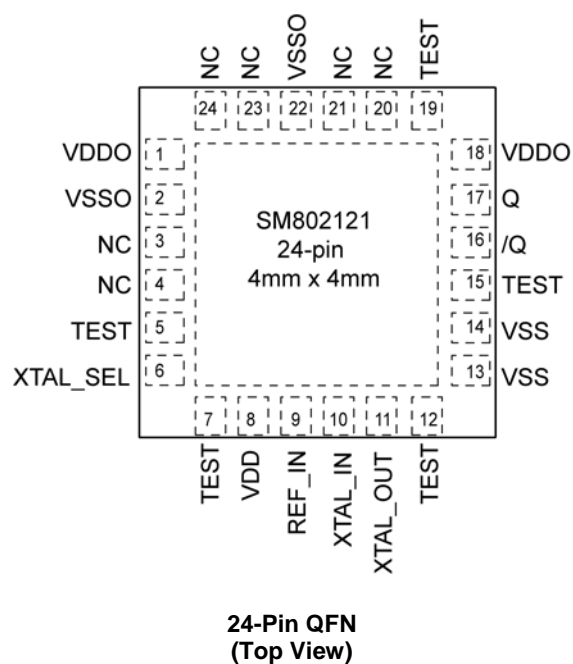 NC
NC
VSSO
NC
NC
TEST
24
23
22
21
20
19
VDDO 1
18 VDDO
VSSO 2
17 Q
NC 3
16 /Q
NC 4
15 TEST
TEST 5
14 VSS
XTAL_SEL 6
13 VSS
SM802121
24-pin
4mm x 4mm
7
8
9
10
11
12
TEST
VDD
REF_IN
XTAL_IN
XTAL_OUT
TEST
24-Pin QFN
(Top View)